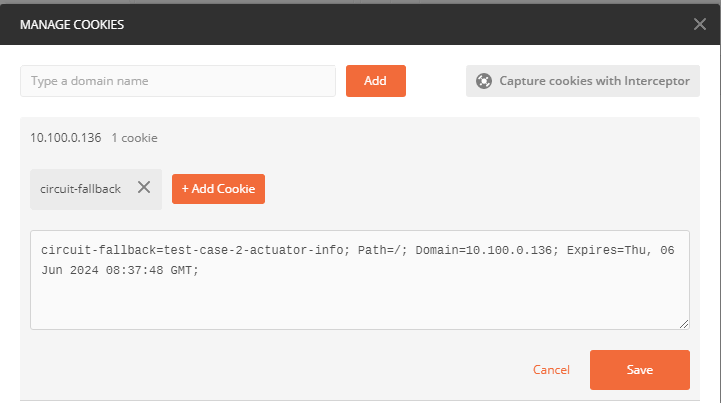 MANAGE COOKIES
Type a domain name
Add
Capture cookies with Interceptor
10.100.0.136 1 cookie
circuit-fallback
+ Add Cookie
circuit-fallback=test-case-2-actuator-info; Path=/; Domain=10.100.0.136; Expires=Thu, 06
Jun 2024 08:37:48 GMT;
Cancel
Save